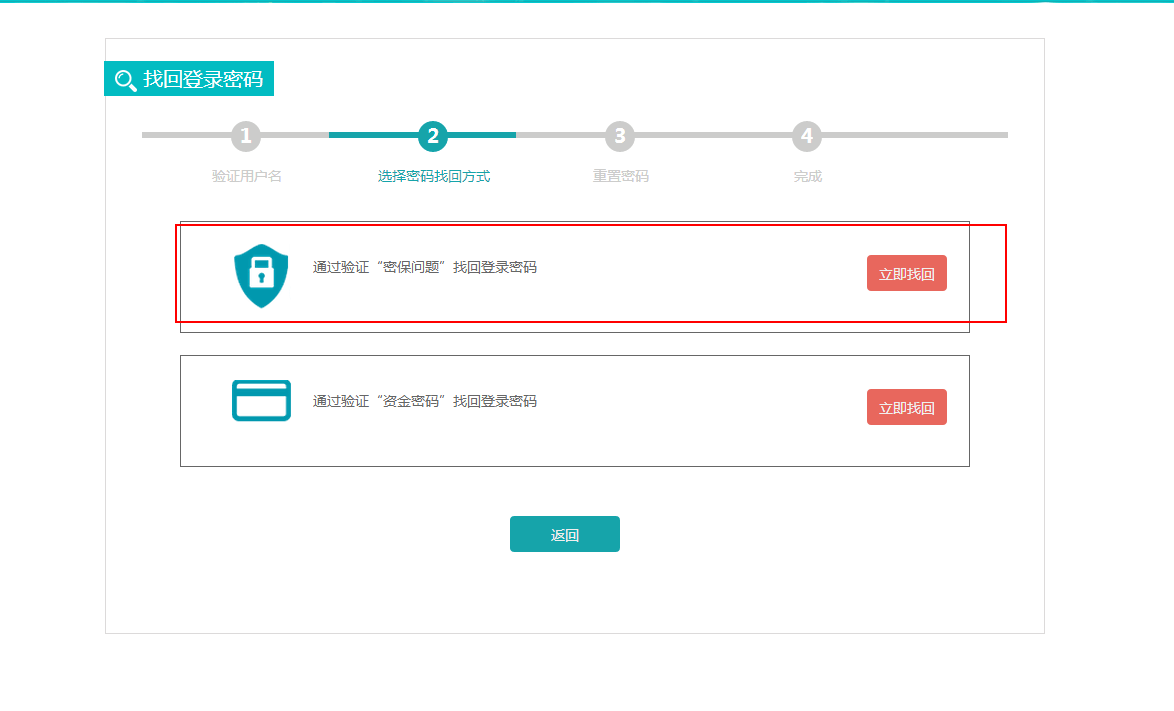 找回登录密码
1 2 3 4
验证用户名 选择密码找回方式 重置密码 完成
通过验证“密保问题”找回登录密码 立即找回
通过验证“资金密码”找回登录密码 立即找回
返回